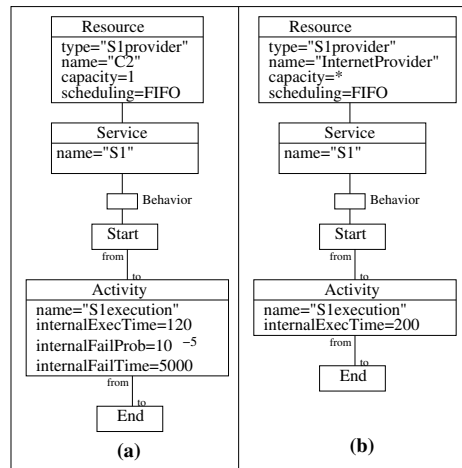 Resource
type="S1provider"
name="C2"
capacity=1
scheduling=FIFO
Service
name="S1"
Behavior
Start
from
to
Activity
name="S1execution"
internalExecTime=120
internalFailProb=10 −5
internalFailTime=5000
from
to
End
(a)
Resource
type="S1provider"
name="InternetProvider"
capacity=*
scheduling=FIFO
Service
name="S1"
Behavior
Start
from
to
Activity
name="S1execution"
internalExecTime=200
from
to
End
(b)